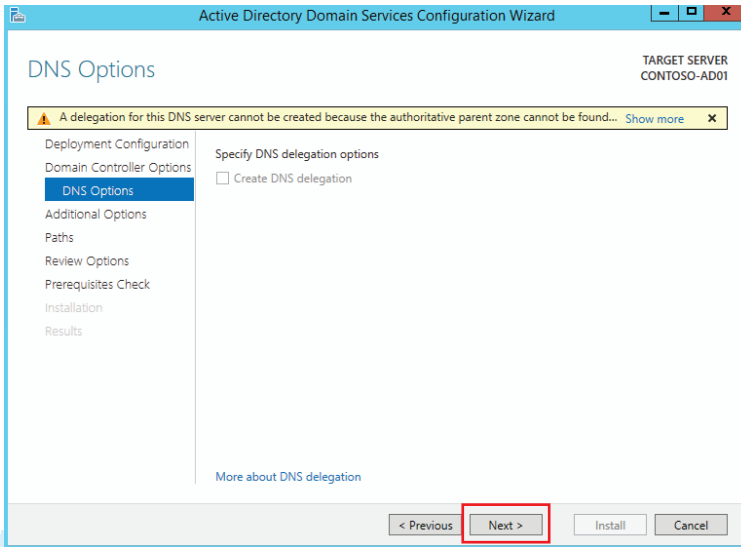 Active Directory Domain Services Configuration Wizard
DNS Options
TARGET SERVER
CONTOSO-AD01
A delegation for this DNS server cannot be created because the authoritative parent zone cannot be found... Show more
Deployment Configuration
Domain Controller Options
DNS Options
Additional Options
Paths
Review Options
Prerequisites Check
Installation
Results
Specify DNS delegation options
Create DNS delegation
More about DNS delegation
< Previous
Next >
Install
Cancel